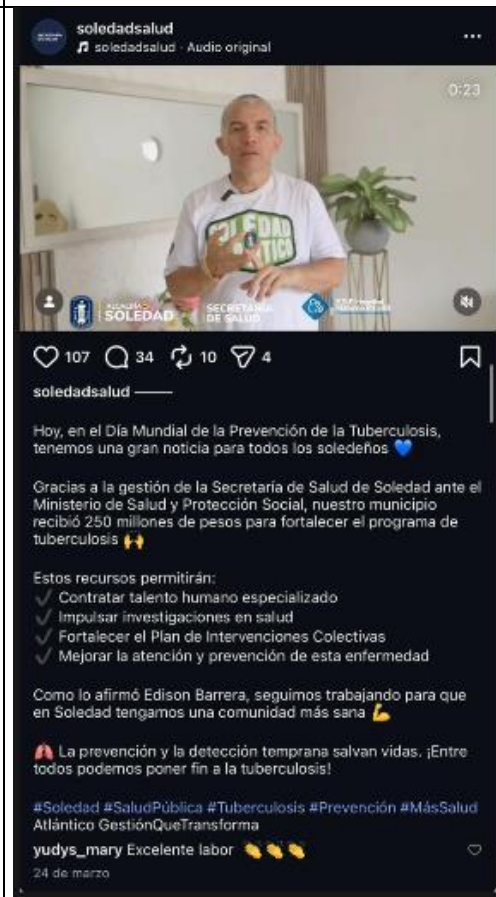 soledadsalud
soledadsalud · Audio original
0:23
SOLEDAD
ALCALDÍA DE
SOLEDAD
SECRETARÍA
DE SALUD
107 34 10 4
soledadsalud ——
Hoy, en el Día Mundial de la Prevención de la Tuberculosis,
tenemos una gran noticia para todos los soledeños 💙
Gracias a la gestión de la Secretaría de Salud de Soledad ante el
Ministerio de Salud y Protección Social, nuestro municipio
recibió 250 millones de pesos para fortalecer el programa de
tuberculosis 🙌
Estos recursos permitirán:
✓ Contratar talento humano especializado
✓ Impulsar investigaciones en salud
✓ Fortalecer el Plan de Intervenciones Colectivas
✓ Mejorar la atención y prevención de esta enfermedad
Como lo afirmó Edison Barrera, seguimos trabajando para que
en Soledad tengamos una comunidad más sana 💪
🫁 La prevención y la detección temprana salvan vidas. ¡Entre
todos podemos poner fin a la tuberculosis!
#Soledad #SaludPública #Tuberculosis #Prevención #MásSalud
Atlántico GestiónQueTransforma
yudys_mary Excelente labor 👏👏👏
24 de marzo